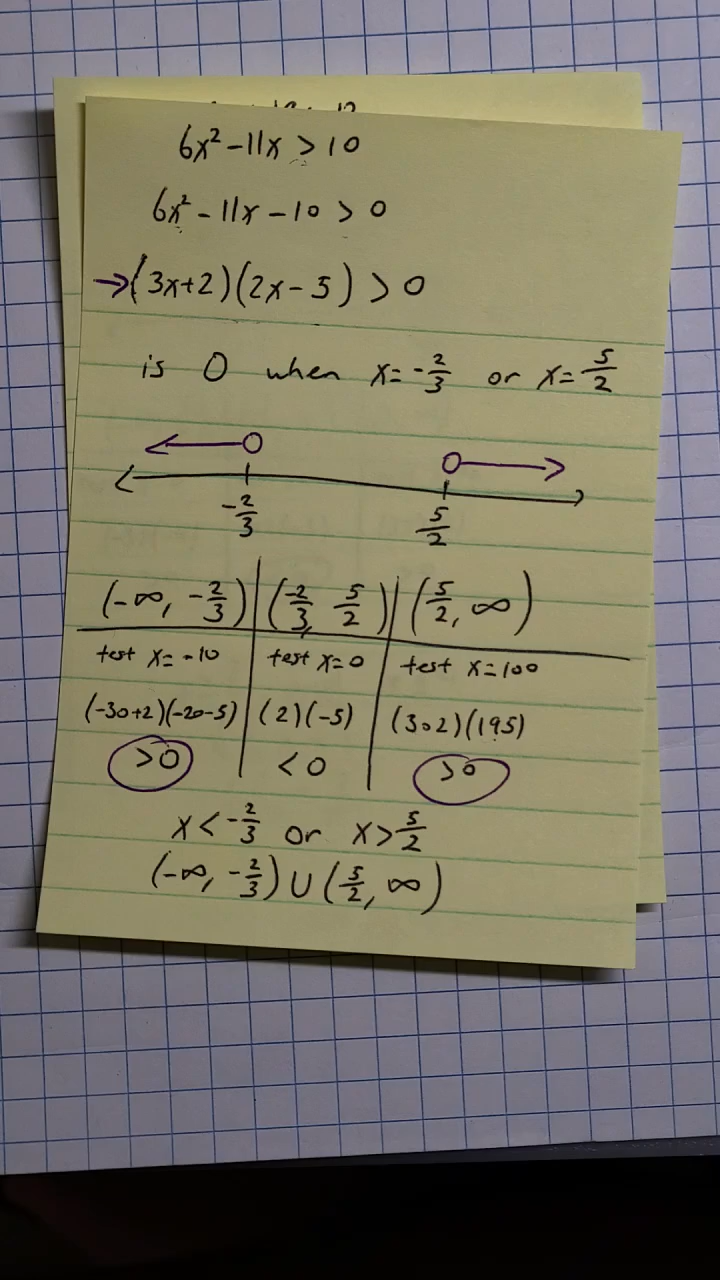 6x² - 11x > 10
6x² - 11x - 10 > 0
→(3x+2)(2x-5) > 0
is 0 when x = -2/3 or x = 5/2
-2/3 5/2
(-∞, -2/3) | (-2/3, 5/2) | (5/2, ∞)
test x = -10 | test x = 0 | test x = 100
(-30+2)(-20-5) | (2)(-5) | (302)(195)
>0 | <0 | >0
x < -2/3 or x > 5/2
(-∞, -2/3) ∪ (5/2, ∞)